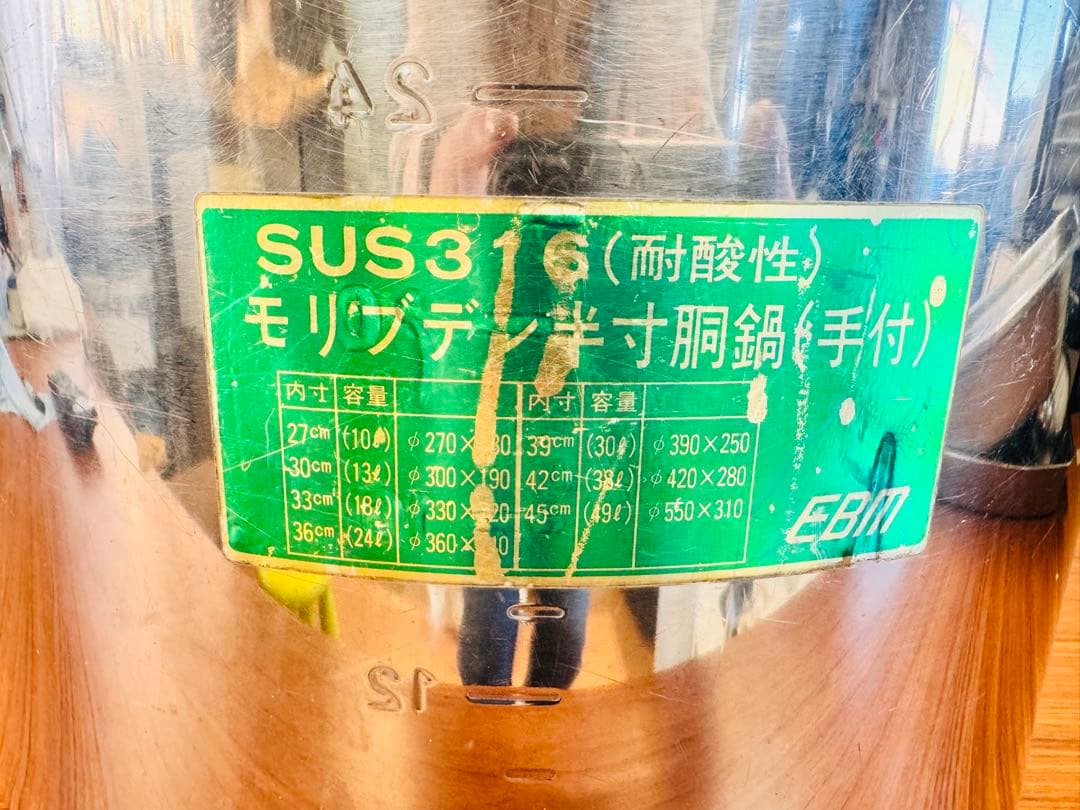 24
SUS316(耐酸性)
モリブデン半寸胴鍋(手付)
内寸 容量 内寸 容量
27cm (10ℓ) 39cm (30ℓ) φ390×250
30cm (13ℓ) φ300×190 42cm (38ℓ) φ420×280
33cm (18ℓ) 45cm (49ℓ) φ550×310
36cm (24ℓ)
EBM
12